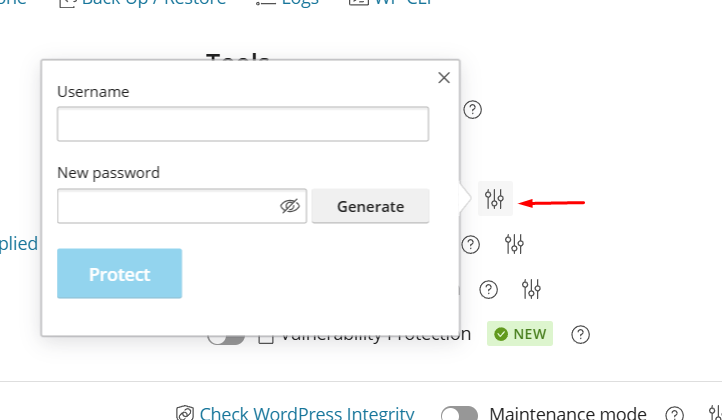 Back Up / Restore Logs WP-CLI
Tools
Username
New password
Generate
plied
Protect
Vulnerability Protection NEW
Check WordPress Integrity Maintenance mode